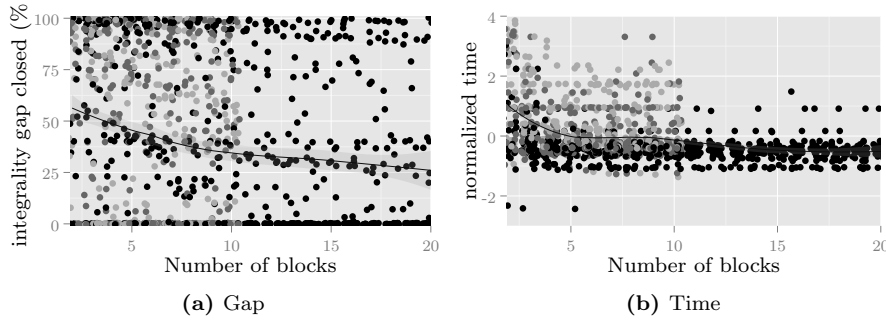 integrality gap closed (%
100
75
50
25
0
5
10
15
20
Number of blocks
(a) Gap
normalized time
4
2
0
-2
5
10
15
20
Number of blocks
(b) Time